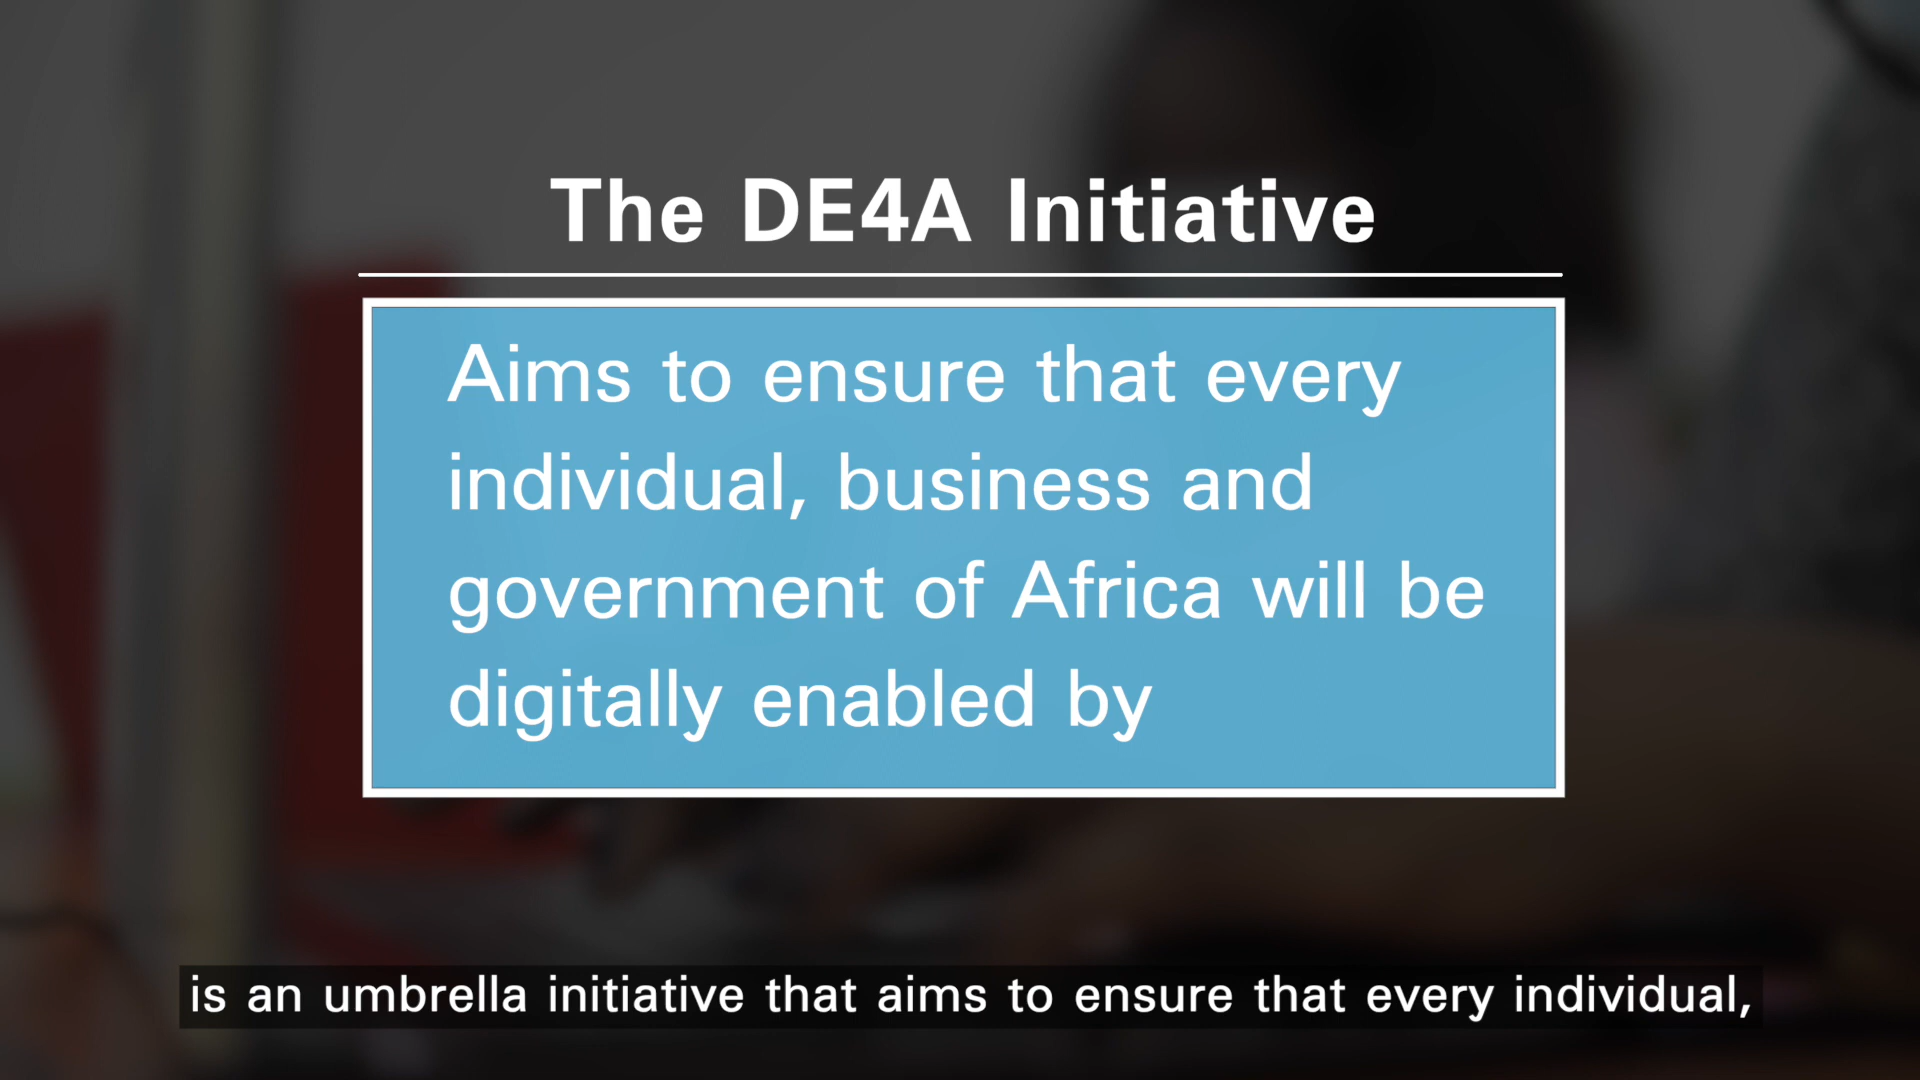 The DE4A Initiative
Aims to ensure that every
individual, business and
government of Africa will be
digitally enabled by
is an umbrella initiative that aims to ensure that every individual,